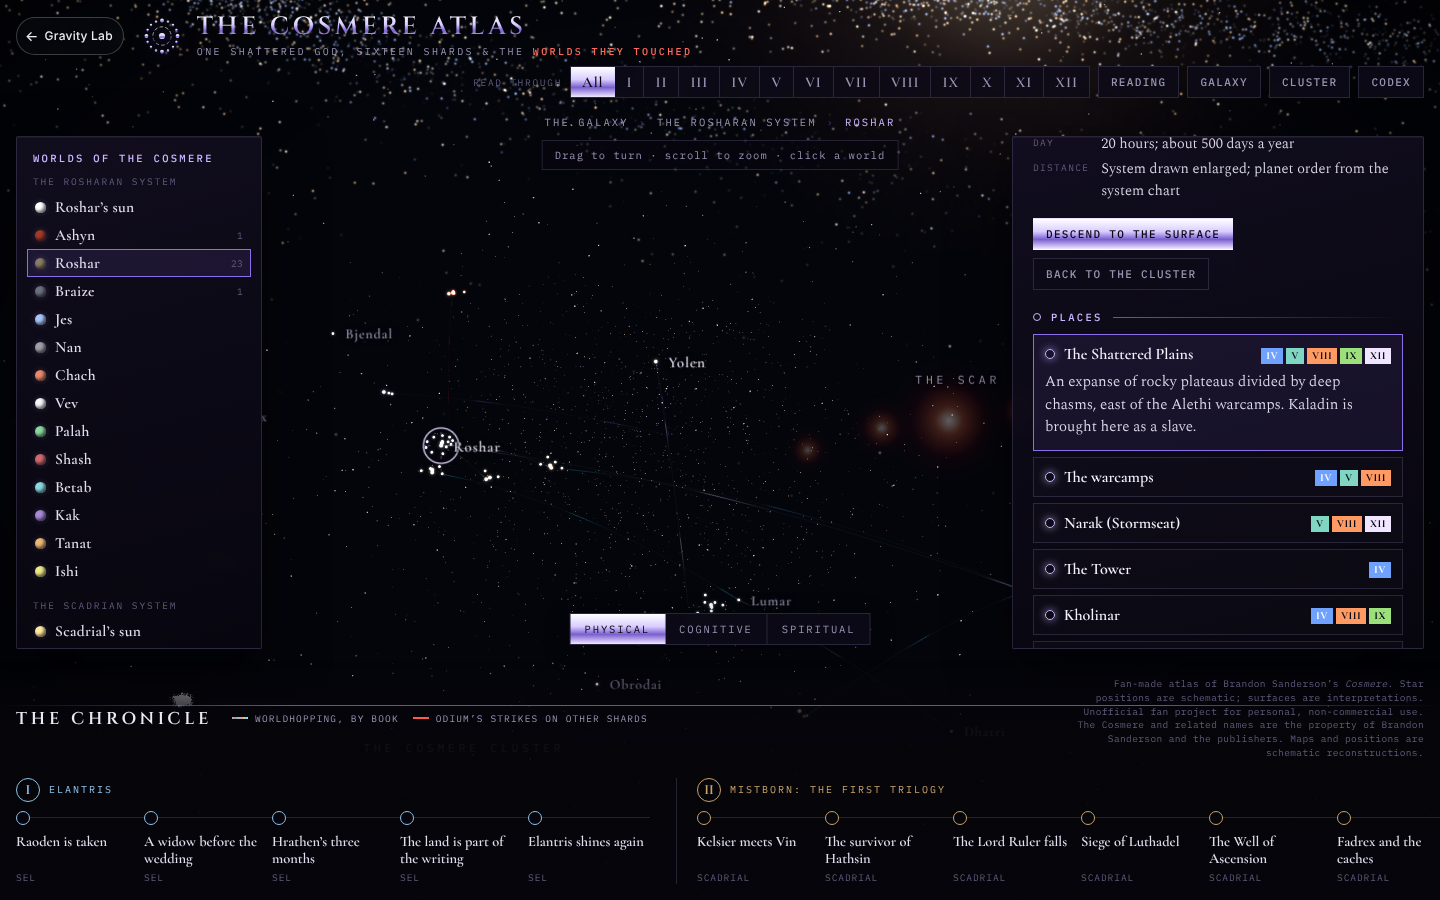 ← Gravity Lab
THE COSMERE ATLAS
ONE SHATTERED GOD, SIXTEEN SHARDS & THE WORLDS THEY TOUCHED
READ THROUGH
All I II III IV V VI VII VIII IX X XI XII
READING GALAXY CLUSTER CODEX
THE GALAXY THE ROSHARAN SYSTEM ROSHAR
Drag to turn · scroll to zoom · click a world
WORLDS OF THE COSMERE
THE ROSHARAN SYSTEM
Roshar’s sun
Ashyn 1
Roshar 23
Braize 1
Jes
Nan
Chach
Vev
Palah
Shash
Betab
Kak
Tanat
Ishi
THE SCADRIAN SYSTEM
Scadrial’s sun
Bjendal
Yolen
THE SCAR
Roshar
Lumar
Obrodai
Dhatri
THE COSMERE CLUSTER
PHYSICAL COGNITIVE SPIRITUAL
DAY 20 hours; about 500 days a year
DISTANCE System drawn enlarged; planet order from the
system chart
DESCEND TO THE SURFACE
BACK TO THE CLUSTER
PLACES
The Shattered Plains IV V VIII IX XII
An expanse of rocky plateaus divided by deep
chasms, east of the Alethi warcamps. Kaladin is
brought here as a slave.
The warcamps IV V VIII
Narak (Stormseat) V VIII XII
The Tower IV
Kholinar IV VIII IX
Fan-made atlas of Brandon Sanderson’s Cosmere. Star
positions are schematic; surfaces are interpretations.
Unofficial fan project for personal, non-commercial use.
The Cosmere and related names are the property of Brandon
Sanderson and the publishers. Maps and positions are
schematic reconstructions.
THE CHRONICLE
WORLDHOPPING, BY BOOK
ODIUM’S STRIKES ON OTHER SHARDS
I ELANTRIS
Raoden is taken
SEL
A widow before the
wedding
SEL
Hrathen’s three
months
SEL
The land is part of
the writing
SEL
Elantris shines again
SEL
II MISTBORN: THE FIRST TRILOGY
Kelsier meets Vin
SCADRIAL
The survivor of
Hathsin
SCADRIAL
The Lord Ruler falls
SCADRIAL
Siege of Luthadel
SCADRIAL
The Well of
Ascension
SCADRIAL
Fadrex and the
caches
SCADRIAL